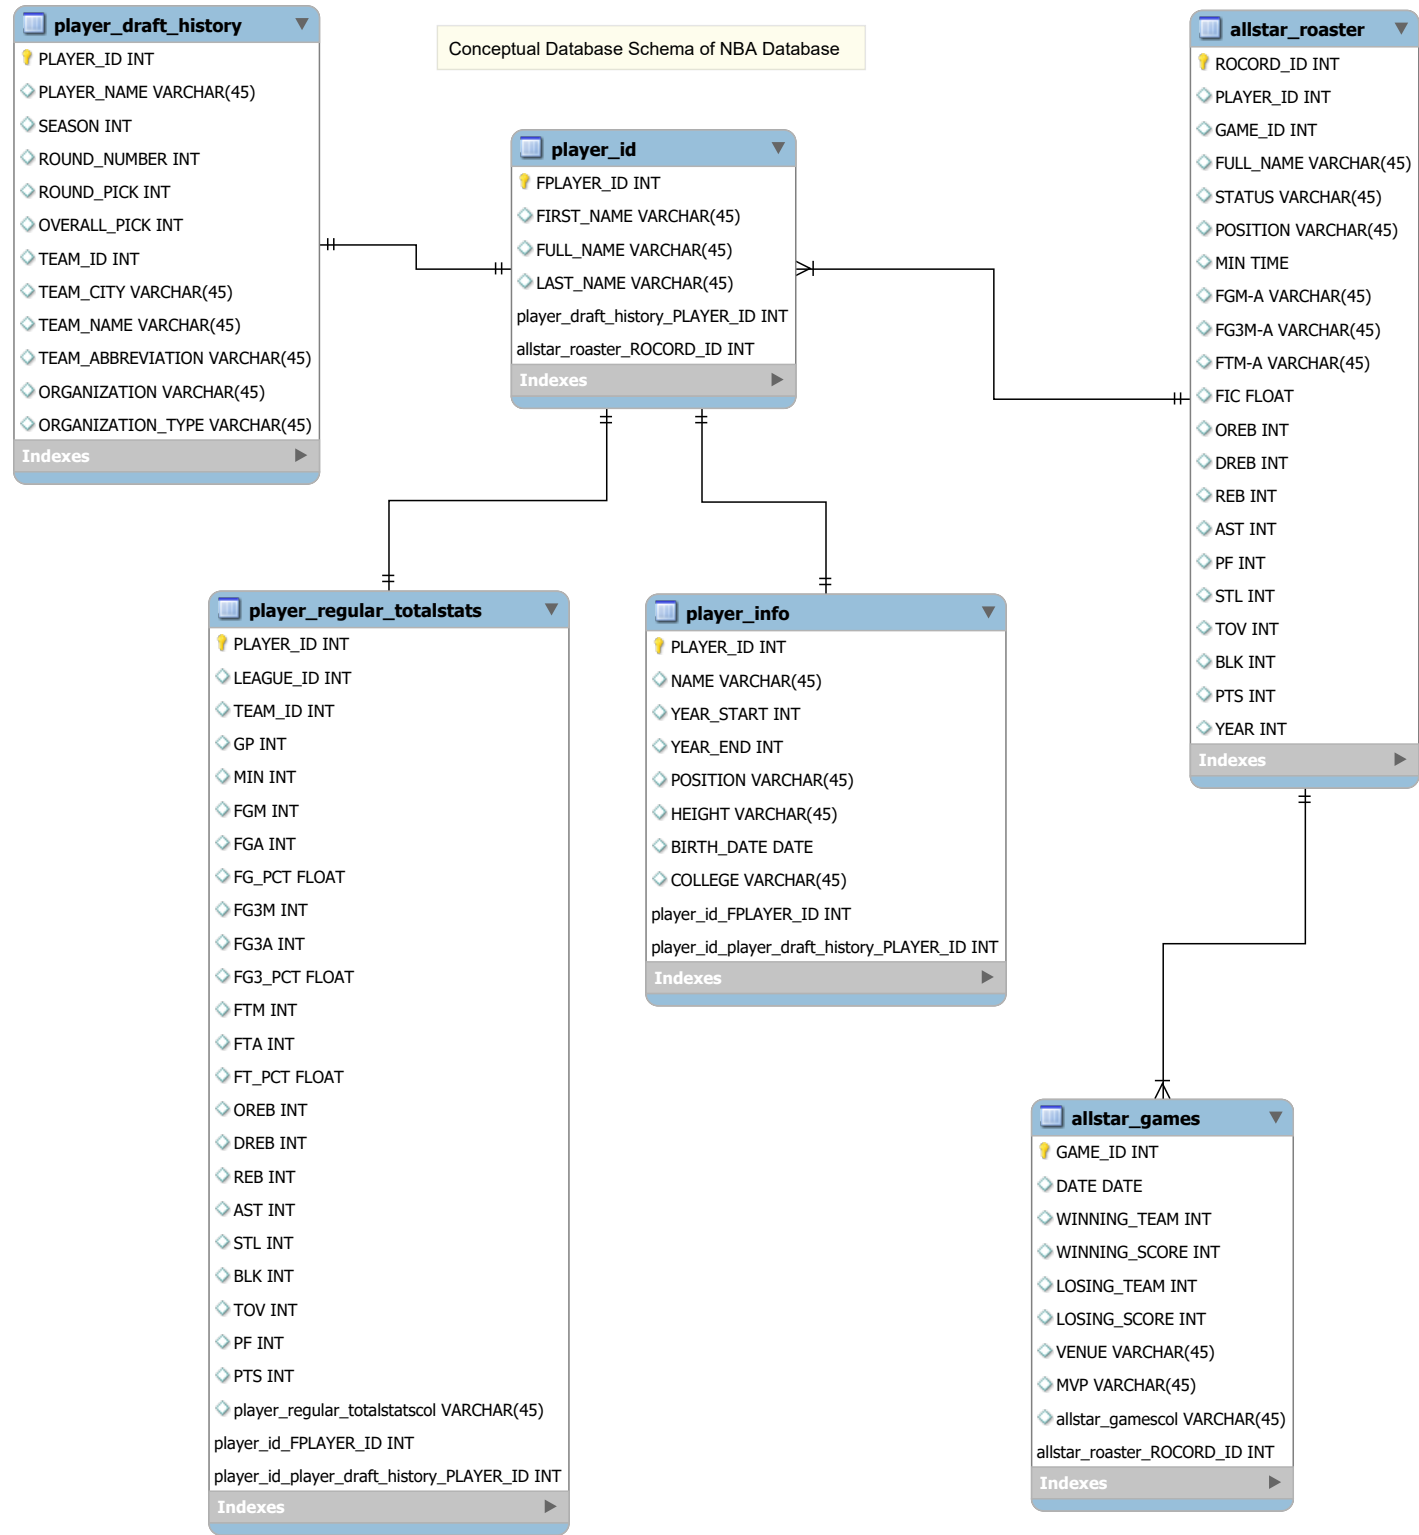 player_draft_history
PLAYER_ID INT
PLAYER_NAME VARCHAR(45)
SEASON INT
ROUND_NUMBER INT
ROUND_PICK INT
OVERALL_PICK INT
TEAM_ID INT
TEAM_CITY VARCHAR(45)
TEAM_NAME VARCHAR(45)
TEAM_ABBREVIATION VARCHAR(45)
ORGANIZATION VARCHAR(45)
ORGANIZATION_TYPE VARCHAR(45)
Indexes
Conceptual Database Schema of NBA Database
player_id
FPLAYER_ID INT
FIRST_NAME VARCHAR(45)
FULL_NAME VARCHAR(45)
LAST_NAME VARCHAR(45)
player_draft_history_PLAYER_ID INT
allstar_roaster_ROCORD_ID INT
Indexes
allstar_roaster
ROCORD_ID INT
PLAYER_ID INT
GAME_ID INT
FULL_NAME VARCHAR(45)
STATUS VARCHAR(45)
POSITION VARCHAR(45)
MIN TIME
FGM-A VARCHAR(45)
FG3M-A VARCHAR(45)
FTM-A VARCHAR(45)
FIC FLOAT
OREB INT
DREB INT
REB INT
AST INT
PF INT
STL INT
TOV INT
BLK INT
PTS INT
YEAR INT
Indexes
player_regular_totalstats
PLAYER_ID INT
LEAGUE_ID INT
TEAM_ID INT
GP INT
MIN INT
FGM INT
FGA INT
FG_PCT FLOAT
FG3M INT
FG3A INT
FG3_PCT FLOAT
FTM INT
FTA INT
FT_PCT FLOAT
OREB INT
DREB INT
REB INT
AST INT
STL INT
BLK INT
TOV INT
PF INT
PTS INT
player_regular_totalstatscol VARCHAR(45)
player_id_FPLAYER_ID INT
player_id_player_draft_history_PLAYER_ID INT
Indexes
player_info
PLAYER_ID INT
NAME VARCHAR(45)
YEAR_START INT
YEAR_END INT
POSITION VARCHAR(45)
HEIGHT VARCHAR(45)
BIRTH_DATE DATE
COLLEGE VARCHAR(45)
player_id_FPLAYER_ID INT
player_id_player_draft_history_PLAYER_ID INT
Indexes
allstar_games
GAME_ID INT
DATE DATE
WINNING_TEAM INT
WINNING_SCORE INT
LOSING_TEAM INT
LOSING_SCORE INT
VENUE VARCHAR(45)
MVP VARCHAR(45)
allstar_gamescol VARCHAR(45)
allstar_roaster_ROCORD_ID INT
Indexes